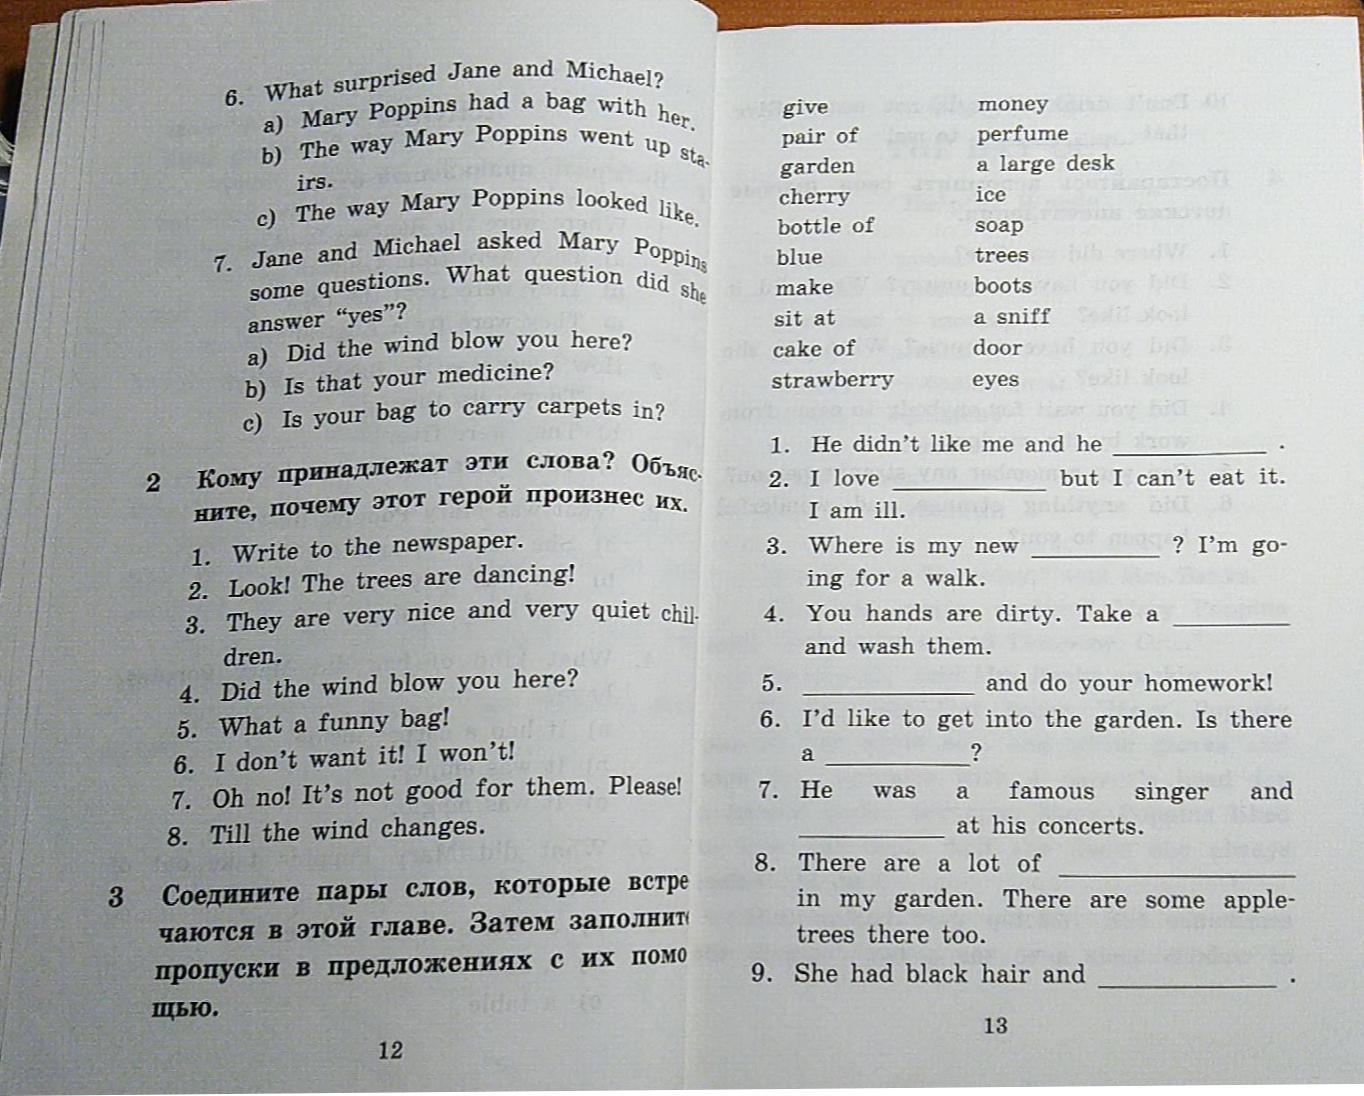 6. What surprised Jane and Michael?
a) Mary Poppins had a bag with her.
b) The way Mary Poppins went up sta-
irs.
c) The way Mary Poppins looked like.
7. Jane and Michael asked Mary Poppins
some questions. What question did she
answer “yes”?
a) Did the wind blow you here?
b) Is that your medicine?
c) Is your bag to carry carpets in?
2 Кому принадлежат эти слова? Объяс-
ните, почему этот герой произнес их.
1. Write to the newspaper.
2. Look! The trees are dancing!
3. They are very nice and very quiet chil-
dren.
4. Did the wind blow you here?
5. What a funny bag!
6. I don’t want it! I won’t!
7. Oh no! It’s not good for them. Please!
8. Till the wind changes.
3 Соедините пары слов, которые встре
чаются в этой главе. Затем заполните
пропуски в предложениях с их помо
щью.
12
give money
pair of perfume
garden a large desk
cherry ice
bottle of soap
blue trees
make boots
sit at a sniff
cake of door
strawberry eyes
1. He didn’t like me and he ____________ .
2. I love ____________ but I can’t eat it.
I am ill.
3. Where is my new ____________ ? I’m go-
ing for a walk.
4. You hands are dirty. Take a __________
and wash them.
5. ____________ and do your homework!
6. I’d like to get into the garden. Is there
a ____________?
7. He was a famous singer and
____________ at his concerts.
8. There are a lot of __________________
in my garden. There are some apple-
trees there too.
9. She had black hair and ______________ .
13